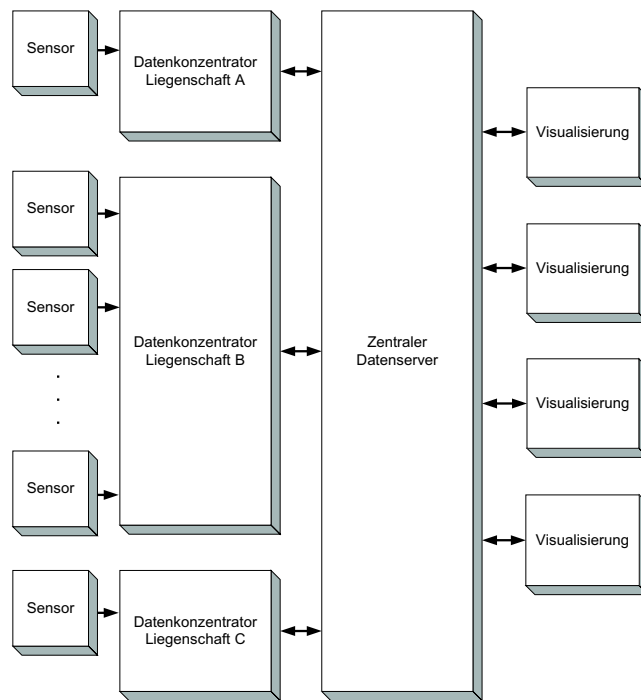 Sensor
Datenkonzentrator
Liegenschaft A
Sensor
Sensor
.
.
.
Sensor
Datenkonzentrator
Liegenschaft B
Sensor
Datenkonzentrator
Liegenschaft C
Zentraler
Datenserver
Visualisierung
Visualisierung
Visualisierung
Visualisierung